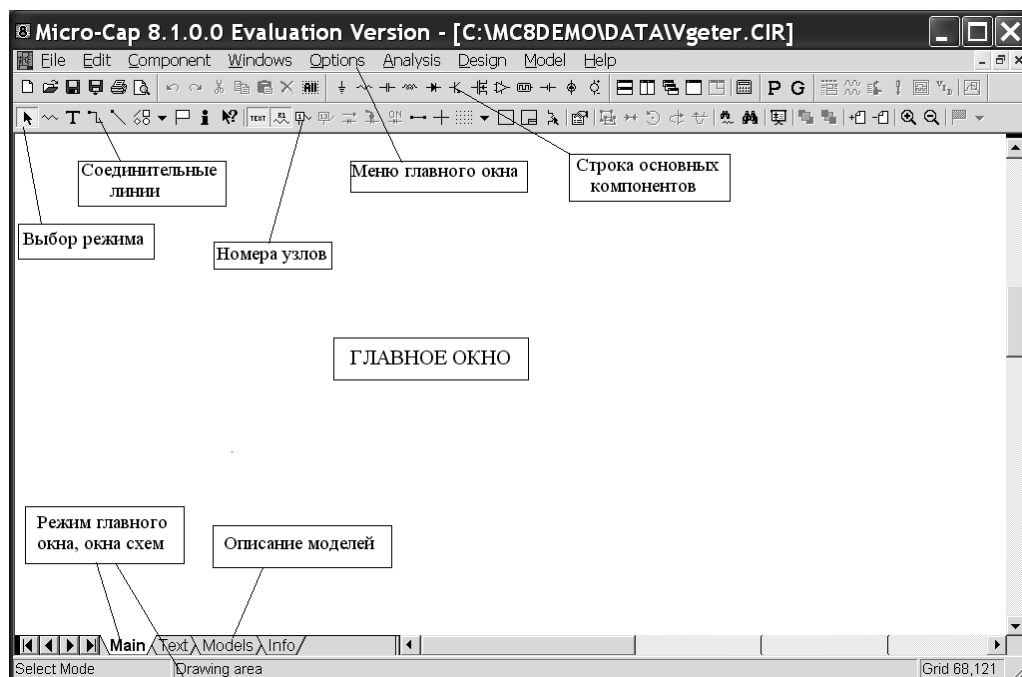 Micro-Cap 8.1.0.0 Evaluation Version - [C:\MC8DEMO\DATA\Vgeter.CIR]
File Edit Component Windows Options Analysis Design Model Help
P G
T TEXT
Соединительные
линии
Меню главного окна
Строка основных
компонентов
Выбор режима
Номера узлов
ГЛАВНОЕ ОКНО
Режим главного
окна, окна схем
Описание моделей
Main Text Models Info
Select Mode Drawing area Grid 68,121